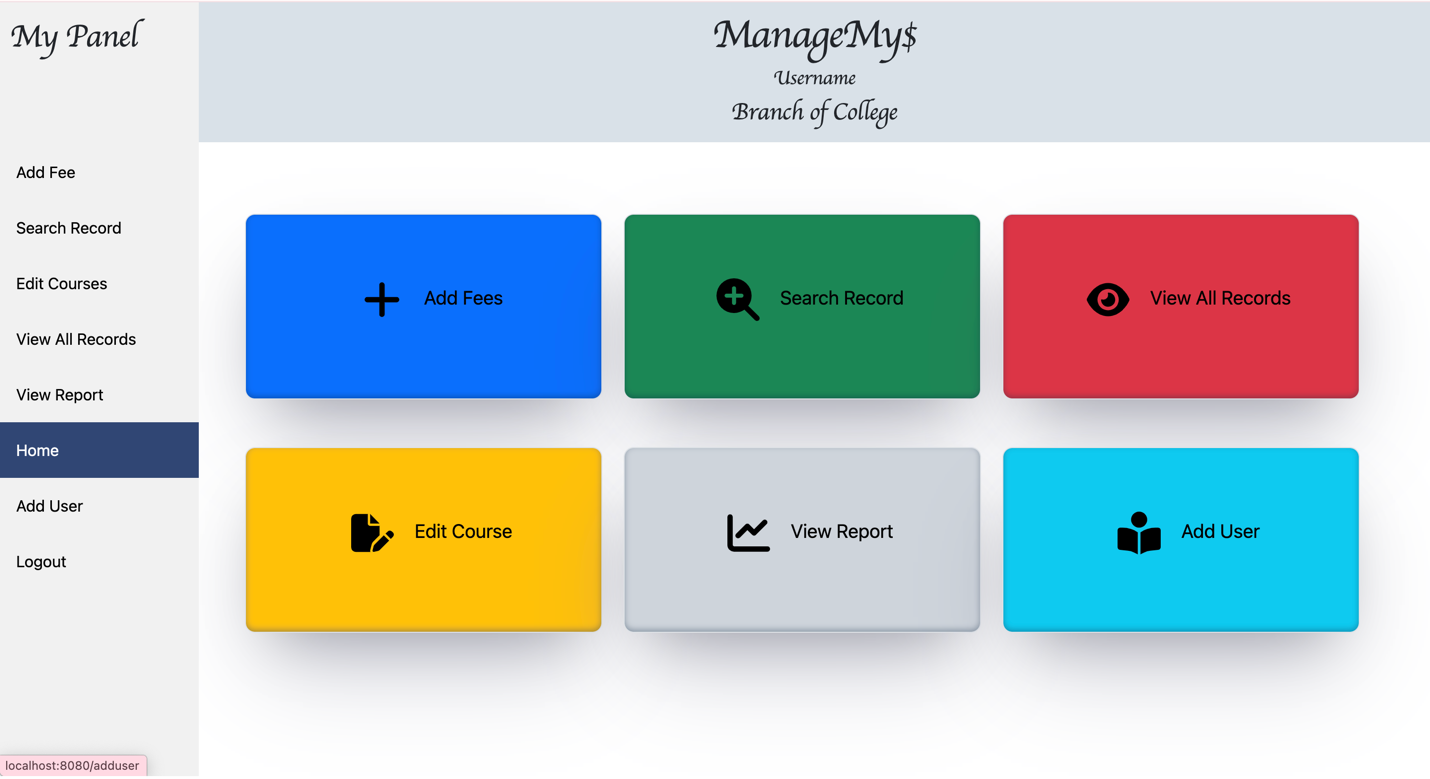 My Panel
ManageMy$
Username
Branch of College
Add Fee
Search Record
Edit Courses
View All Records
View Report
Home
Add User
Logout
Add Fees
Search Record
View All Records
Edit Course
View Report
Add User
localhost:8080/adduser